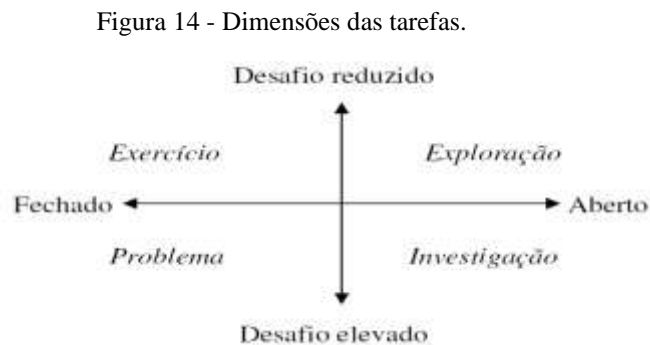 Figura 14 - Dimensões das tarefas.
Desafio reduzido
Exercício Exploração
Fechado Aberto
Problema Investigação
Desafio elevado